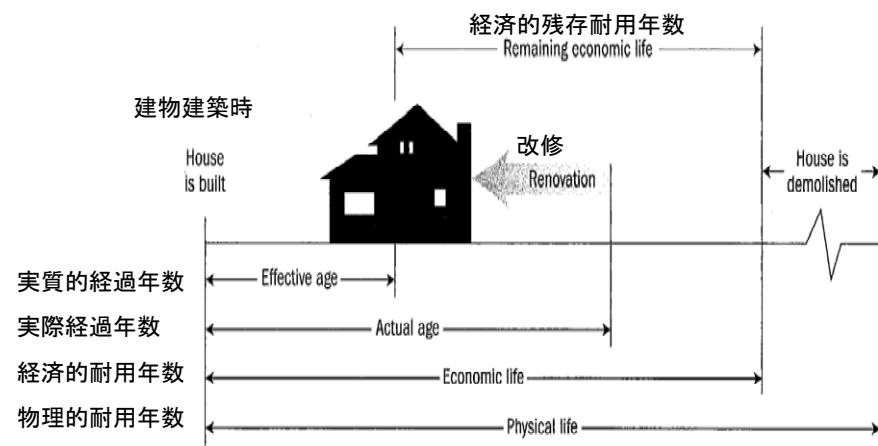 経済的残存耐用年数
Remaining economic life
建物建築時
House
is built
改修
Renovation
House is
demolished
実質的経過年数
Effective age
実際経過年数
Actual age
経済的耐用年数
Economic life
物理的耐用年数
Physical life